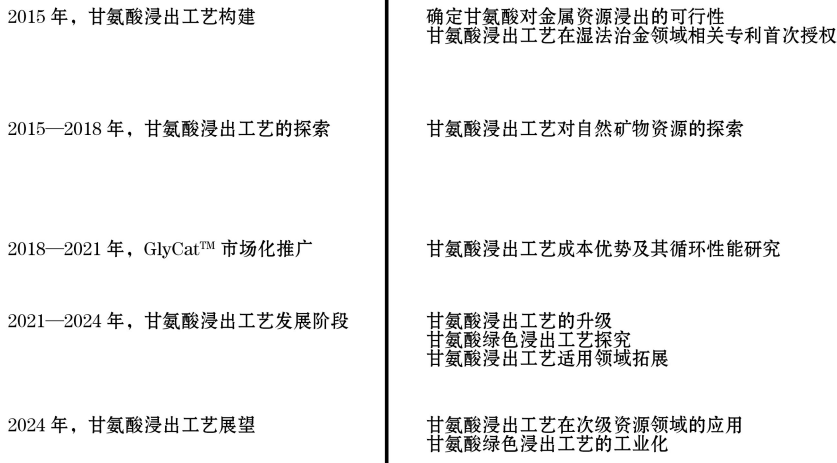 2015 年，甘氨酸浸出工艺构建
确定甘氨酸对金属资源浸出的可行性
甘氨酸浸出工艺在湿法冶金领域相关专利首次授权
2015—2018 年，甘氨酸浸出工艺的探索
甘氨酸浸出工艺对自然矿物资源的探索
2018—2021 年，GlyCat™ 市场化推广
甘氨酸浸出工艺成本优势及其循环性能研究
2021—2024 年，甘氨酸浸出工艺发展阶段
甘氨酸浸出工艺的升级
甘氨酸绿色浸出工艺探究
甘氨酸浸出工艺适用领域拓展
2024 年，甘氨酸浸出工艺展望
甘氨酸浸出工艺在次级资源领域的应用
甘氨酸绿色浸出工艺的工业化